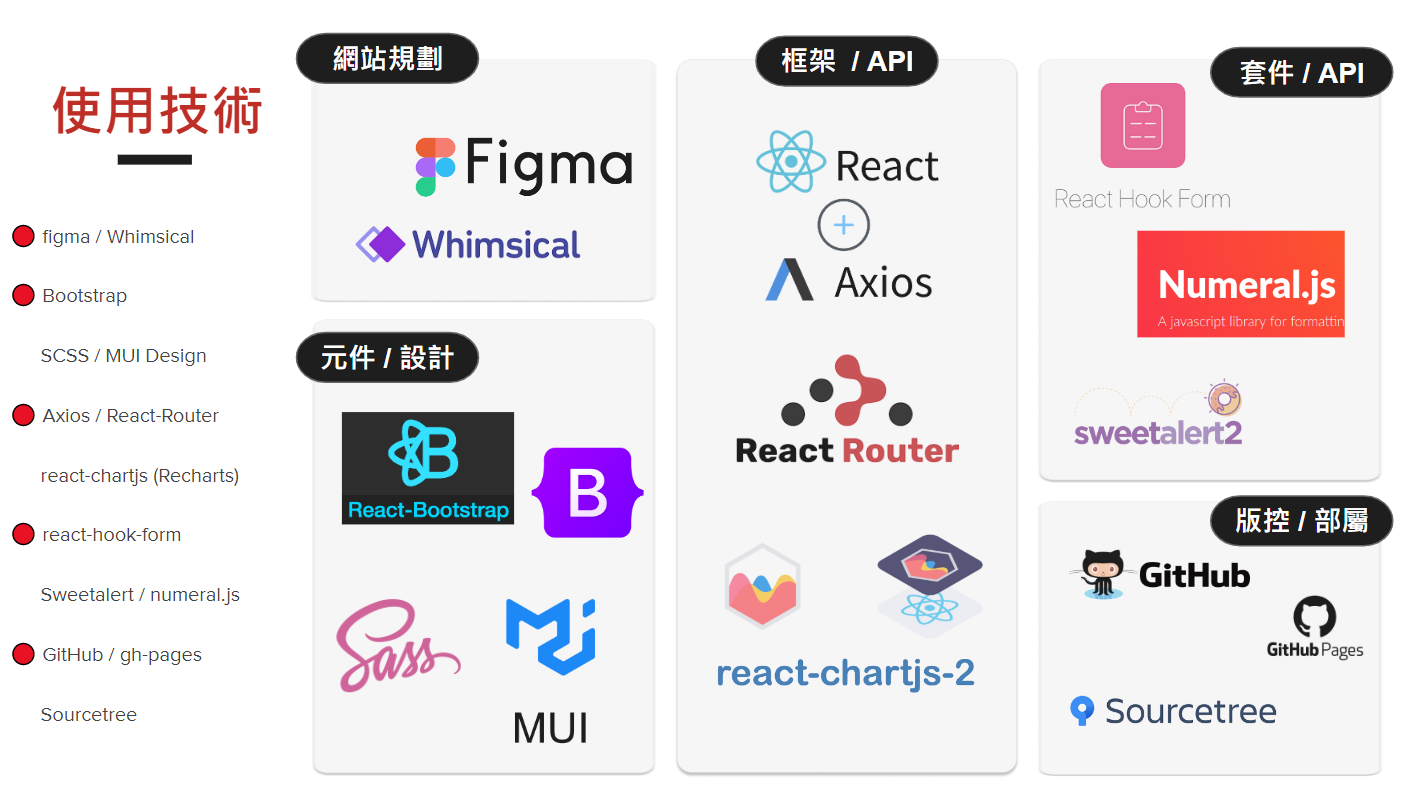 使用技術
figma / Whimsical
Bootstrap
SCSS / MUI Design
Axios / React-Router
react-chartjs (Recharts)
react-hook-form
Sweetalert / numeral.js
GitHub / gh-pages
Sourcetree
網站規劃
Figma
Whimsical
元件 / 設計
React-Bootstrap
B
Sass
MUI
框架 / API
React
Axios
React Router
react-chartjs-2
套件 / API
React Hook Form
Numeral.js
A javascript library for formattin
sweetalert2
版控 / 部屬
GitHub
GitHub Pages
Sourcetree